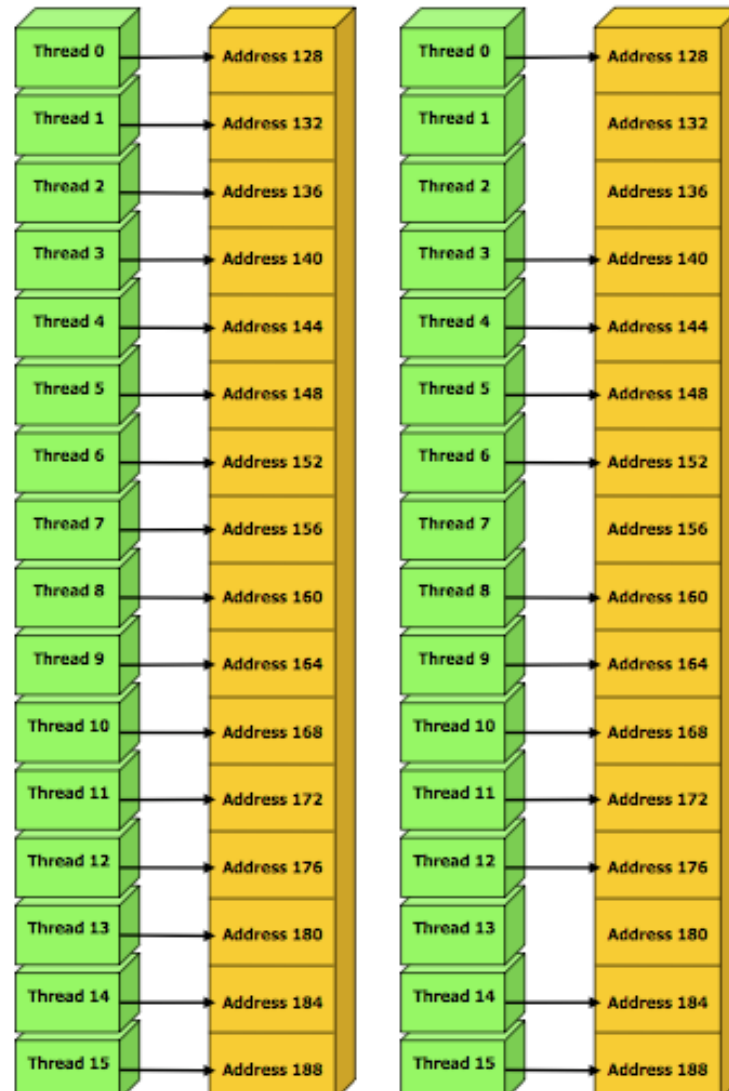 Thread 0 Address 128 Thread 0 Address 128
Thread 1 Address 132 Thread 1 Address 132
Thread 2 Address 136 Thread 2 Address 136
Thread 3 Address 140 Thread 3 Address 140
Thread 4 Address 144 Thread 4 Address 144
Thread 5 Address 148 Thread 5 Address 148
Thread 6 Address 152 Thread 6 Address 152
Thread 7 Address 156 Thread 7 Address 156
Thread 8 Address 160 Thread 8 Address 160
Thread 9 Address 164 Thread 9 Address 164
Thread 10 Address 168 Thread 10 Address 168
Thread 11 Address 172 Thread 11 Address 172
Thread 12 Address 176 Thread 12 Address 176
Thread 13 Address 180 Thread 13 Address 180
Thread 14 Address 184 Thread 14 Address 184
Thread 15 Address 188 Thread 15 Address 188